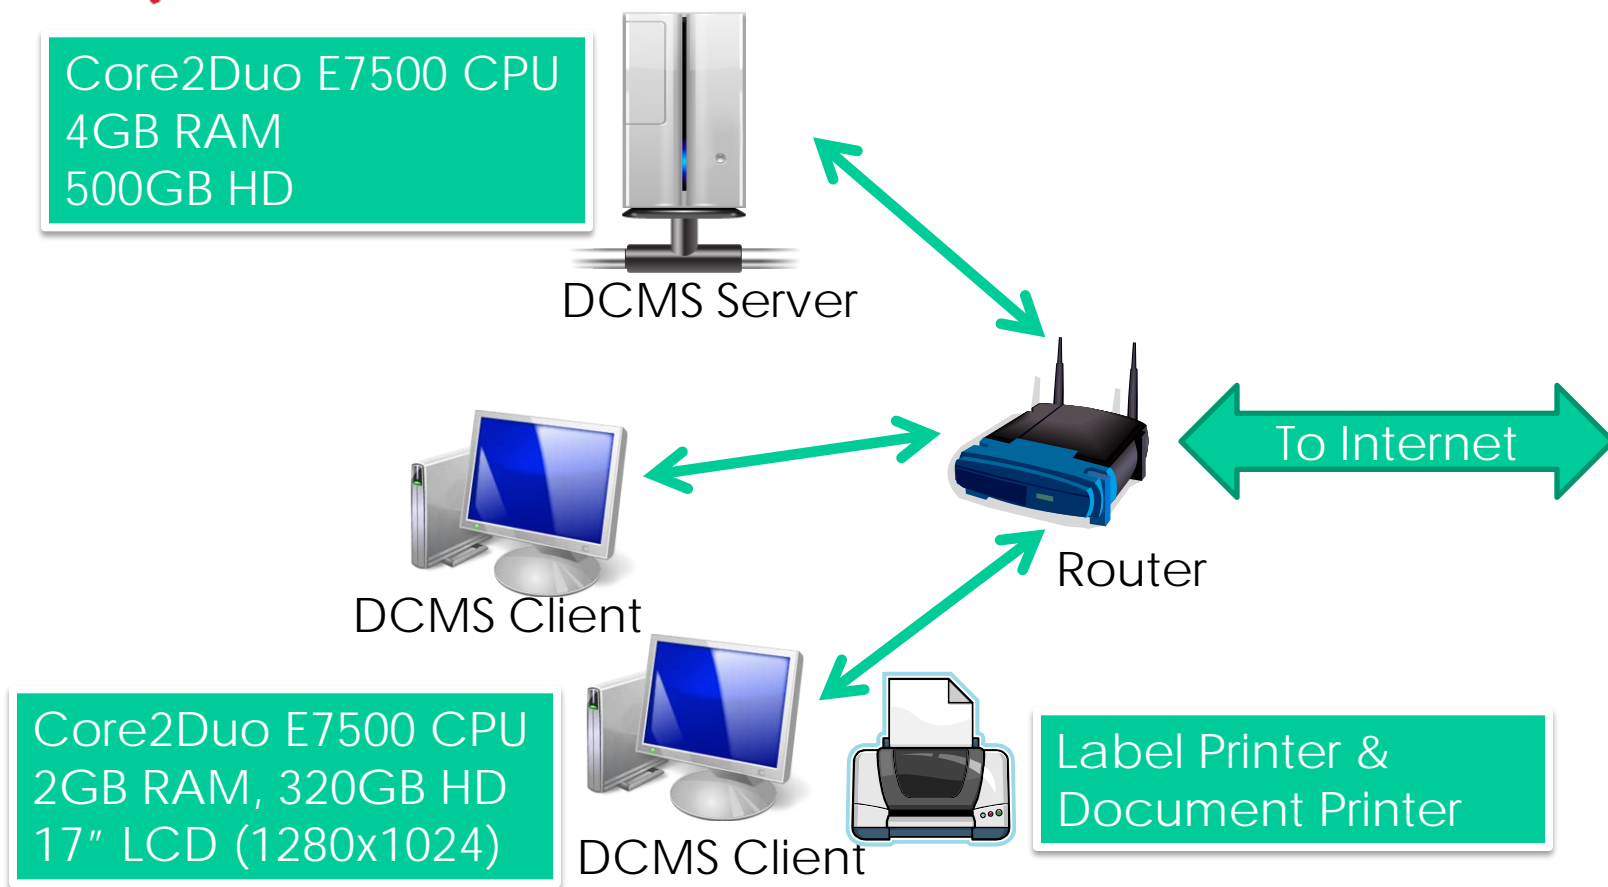 Core2Duo E7500 CPU
4GB RAM
500GB HD
DCMS Server
To Internet
Router
DCMS Client
Core2Duo E7500 CPU
2GB RAM, 320GB HD
17” LCD (1280x1024)
DCMS Client
Label Printer &
Document Printer